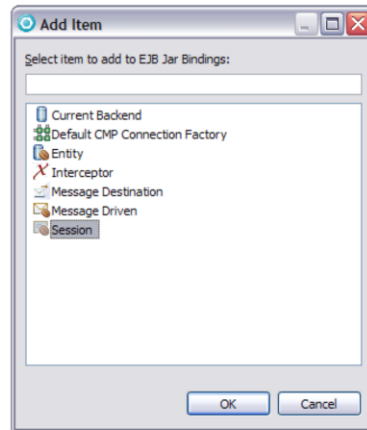 Add Item
Select item to add to EJB Jar Bindings:
Current Backend
Default CMP Connection Factory
Entity
Interceptor
Message Destination
Message Driven
Session
OK
Cancel